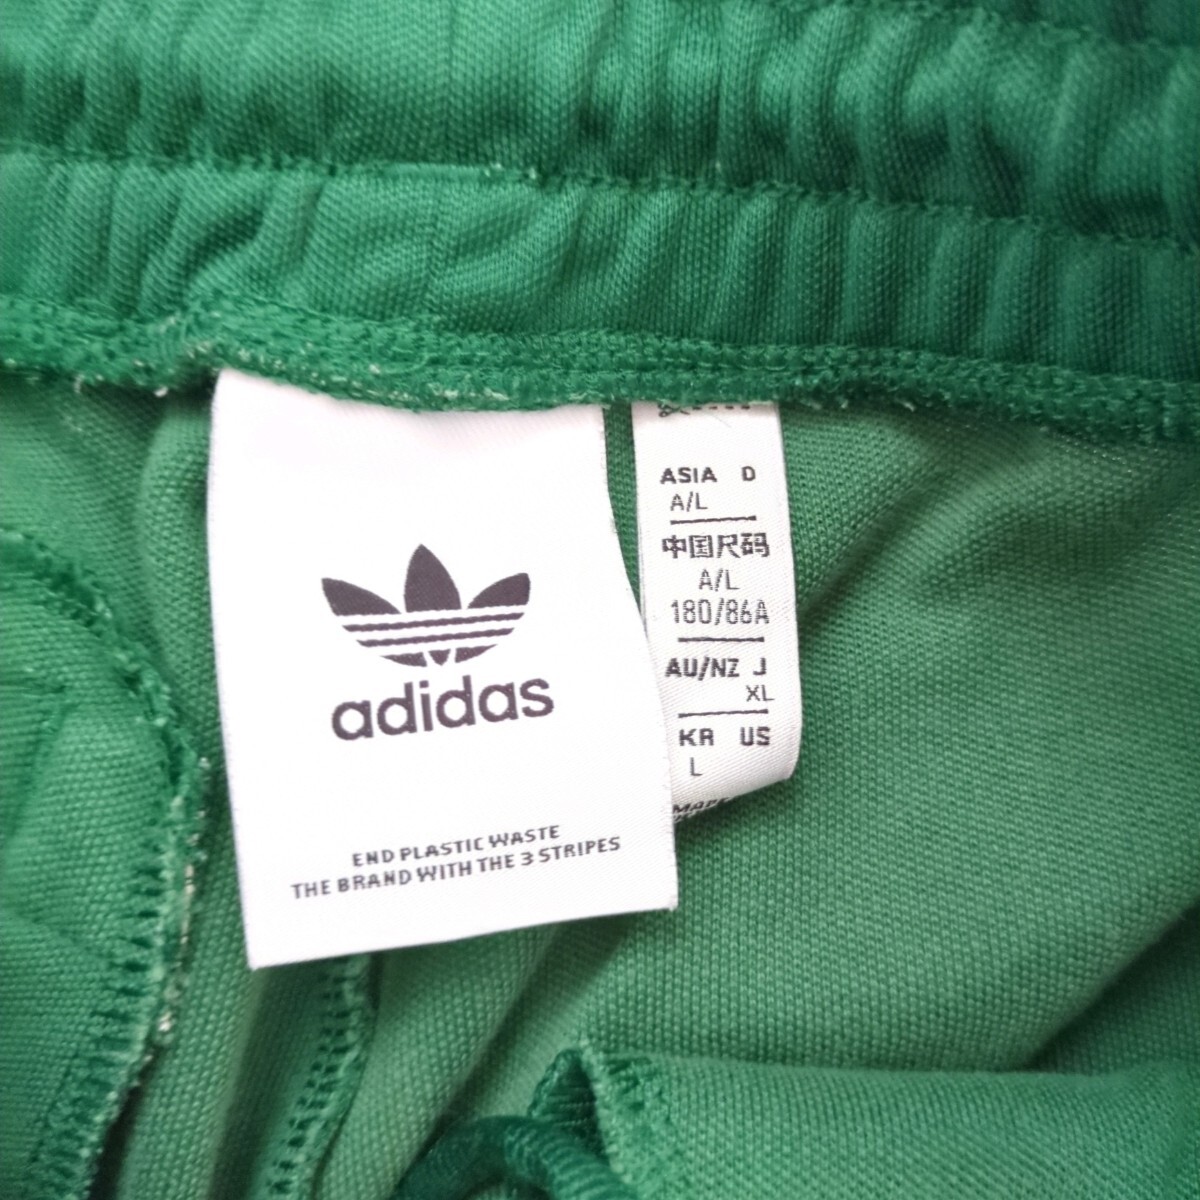 adidas
END PLASTIC WASTE
THE BRAND WITH THE 3 STRIPES
ASIA D
A/L
中国尺码
A/L
180/86A
AU/NZ J
XL
KR US
L